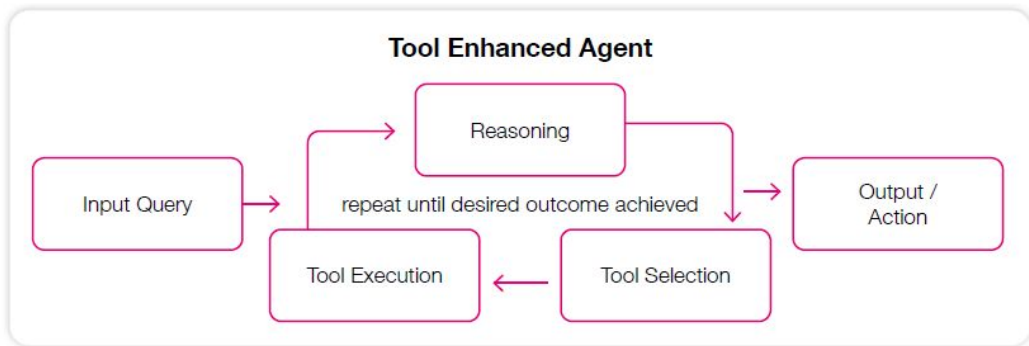 Tool Enhanced Agent
Reasoning
Input Query
repeat until desired outcome achieved
Output /
Action
Tool Execution
Tool Selection